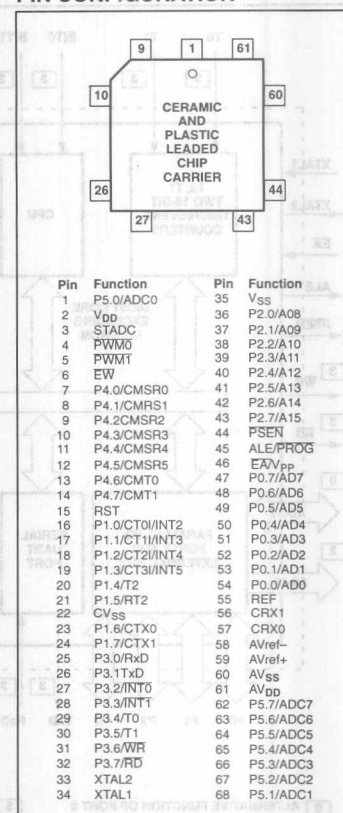 9 1 61
10 60
CERAMIC
AND
PLASTIC
LEADED
CHIP
CARRIER
26 44
27 43
Pin Function
1 P5.0/ADC0
2 VDD
3 STADC
4 PWM0
5 PWM1
6 EW
7 P4.0/CMSR0
8 P4.1/CMRS1
9 P4.2CMSR2
10 P4.3/CMSR3
11 P4.4/CMSR4
12 P4.5/CMSR5
13 P4.6/CMT0
14 P4.7/CMT1
15 RST
16 P1.0/CT0I/INT2
17 P1.1/CT1I/INT3
18 P1.2/CT2I/INT4
19 P1.3/CT3I/INT5
20 P1.4/T2
21 P1.5/RT2
22 CVSS
23 P1.6/CTX0
24 P1.7/CTX1
25 P3.0/RxD
26 P3.1TxD
27 P3.2/INT0
28 P3.3/INT1
29 P3.4/T0
30 P3.5/T1
31 P3.6/WR
32 P3.7/RD
33 XTAL2
34 XTAL1
Pin Function
35 VSS
36 P2.0/A08
37 P2.1/A09
38 P2.2/A10
39 P2.3/A11
40 P2.4/A12
41 P2.5/A13
42 P2.6/A14
43 P2.7/A15
44 PSEN
45 ALE/PROG
46 EA/VPP
47 P0.7/AD7
48 P0.6/AD6
49 P0.5/AD5
50 P0.4/AD4
51 P0.3/AD3
52 P0.2/AD2
53 P0.1/AD1
54 P0.0/AD0
55 REF
56 CRX1
57 CRX0
58 AVref–
59 AVref+
60 AVSS
61 AVDD
62 P5.7/ADC7
63 P5.6/ADC6
64 P5.5/ADC5
65 P5.4/ADC4
66 P5.3/ADC3
67 P5.2/ADC2
68 P5.1/ADC1